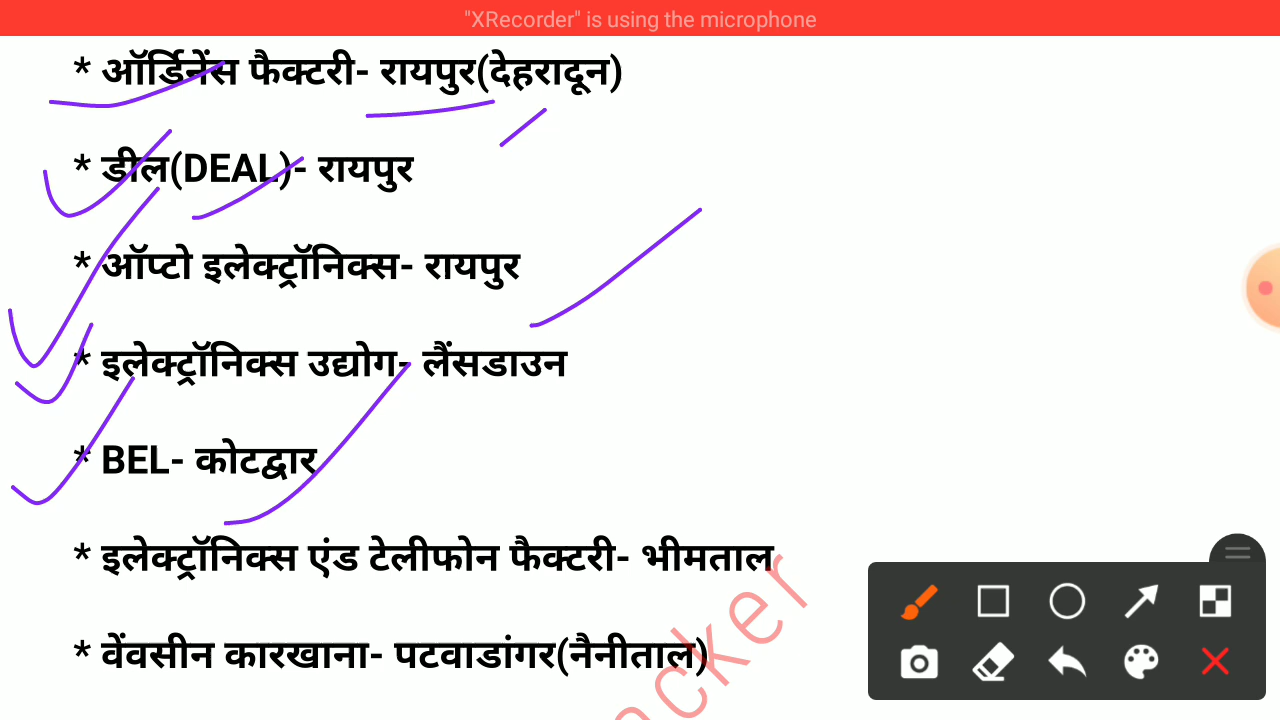 "XRecorder" is using the microphone
* ऑर्डिनेंस फैक्टरी- रायपुर(देहरादून)
* डील(DEAL)- रायपुर
* ऑप्टो इलेक्ट्रॉनिक्स- रायपुर
* इलेक्ट्रॉनिक्स उद्योग- लैंसडाउन
* BEL- कोटद्वार
* इलेक्ट्रॉनिक्स एंड टेलीफोन फैक्टरी- भीमताल
* वेंवसीन कारखाना- पटवाडांगर(नैनीताल)